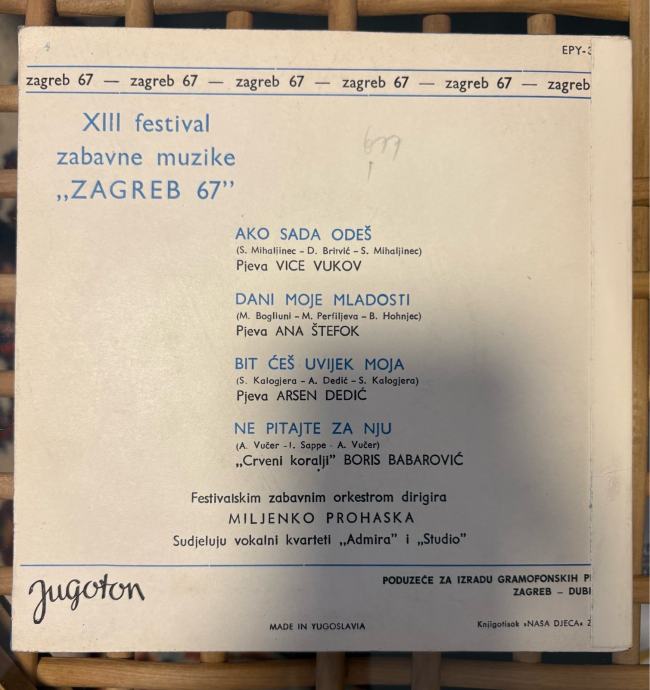 EPY-3
zagreb 67 — zagreb 67 — zagreb 67 — zagreb 67 — zagreb 67 — zagreb
XIII festival
zabavne muzike
„ZAGREB 67”
AKO SADA ODEŠ
(S. Mihaljinec – D. Britvić – S. Mihaljinec)
Pjeva VICE VUKOV
DANI MOJE MLADOSTI
(M. Bogliuni – M. Perfiljeva – B. Hohnjec)
Pjeva ANA ŠTEFOK
BIT ĆEŠ UVIJEK MOJA
(S. Kalogjera – A. Dedić – S. Kalogjera)
Pjeva ARSEN DEDIĆ
NE PITAJTE ZA NJU
(A. Vučer – I. Sappe - A. Vučer)
„Crveni koralji” BORIS BABAROVIĆ
Festivalskim zabavnim orkestrom dirigira
MILJENKO PROHASKA
Sudjeluju vokalni kvarteti „Admira” i „Studio”
Jugoton
PODUZEĆE ZA IZRADU GRAMOFONSKIH P
ZAGREB – DUB
MADE IN YUGOSLAVIA
Knjigotisak »NAŠA DJECA« Z